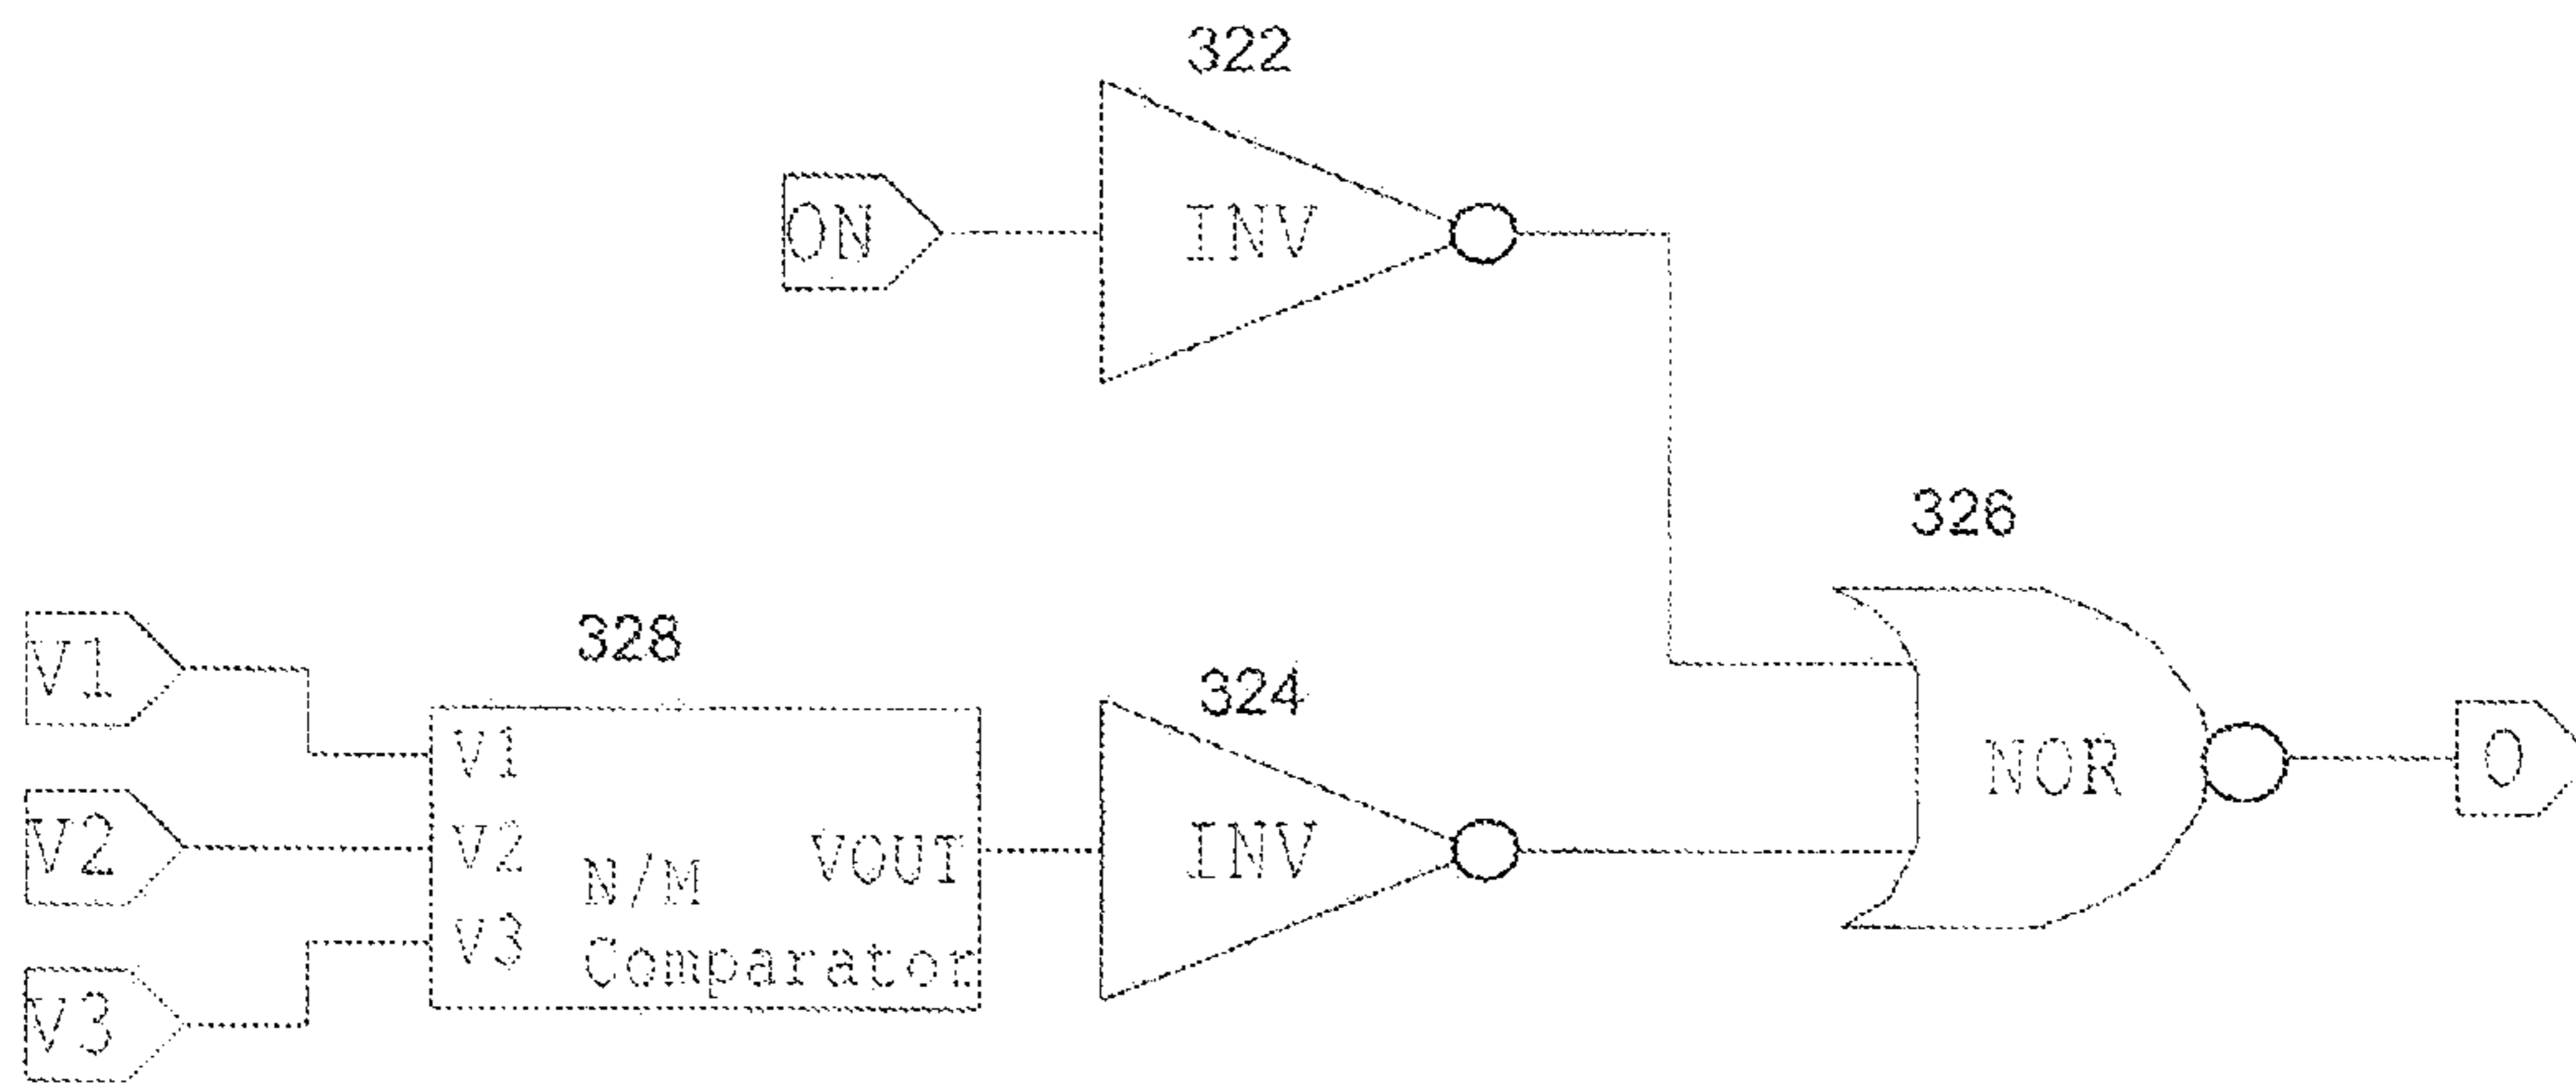 322
ON
INV
326
V1
328
324
V1
NOR
O
V2
V2
N/M
VOUT
INV
V3
Comparator
V3